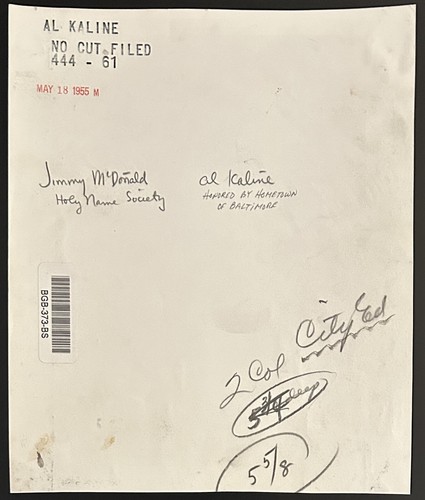 AL KALINE
NO CUT FILED
444 - 61
MAY 18 1955 M
Jimmy McDonald
Holy Name Society
al Kaline
HONORED BY HOMETOWN
OF BALTIMORE
BGB-373-BS
City Ed
2 Col
deep
5 5/8